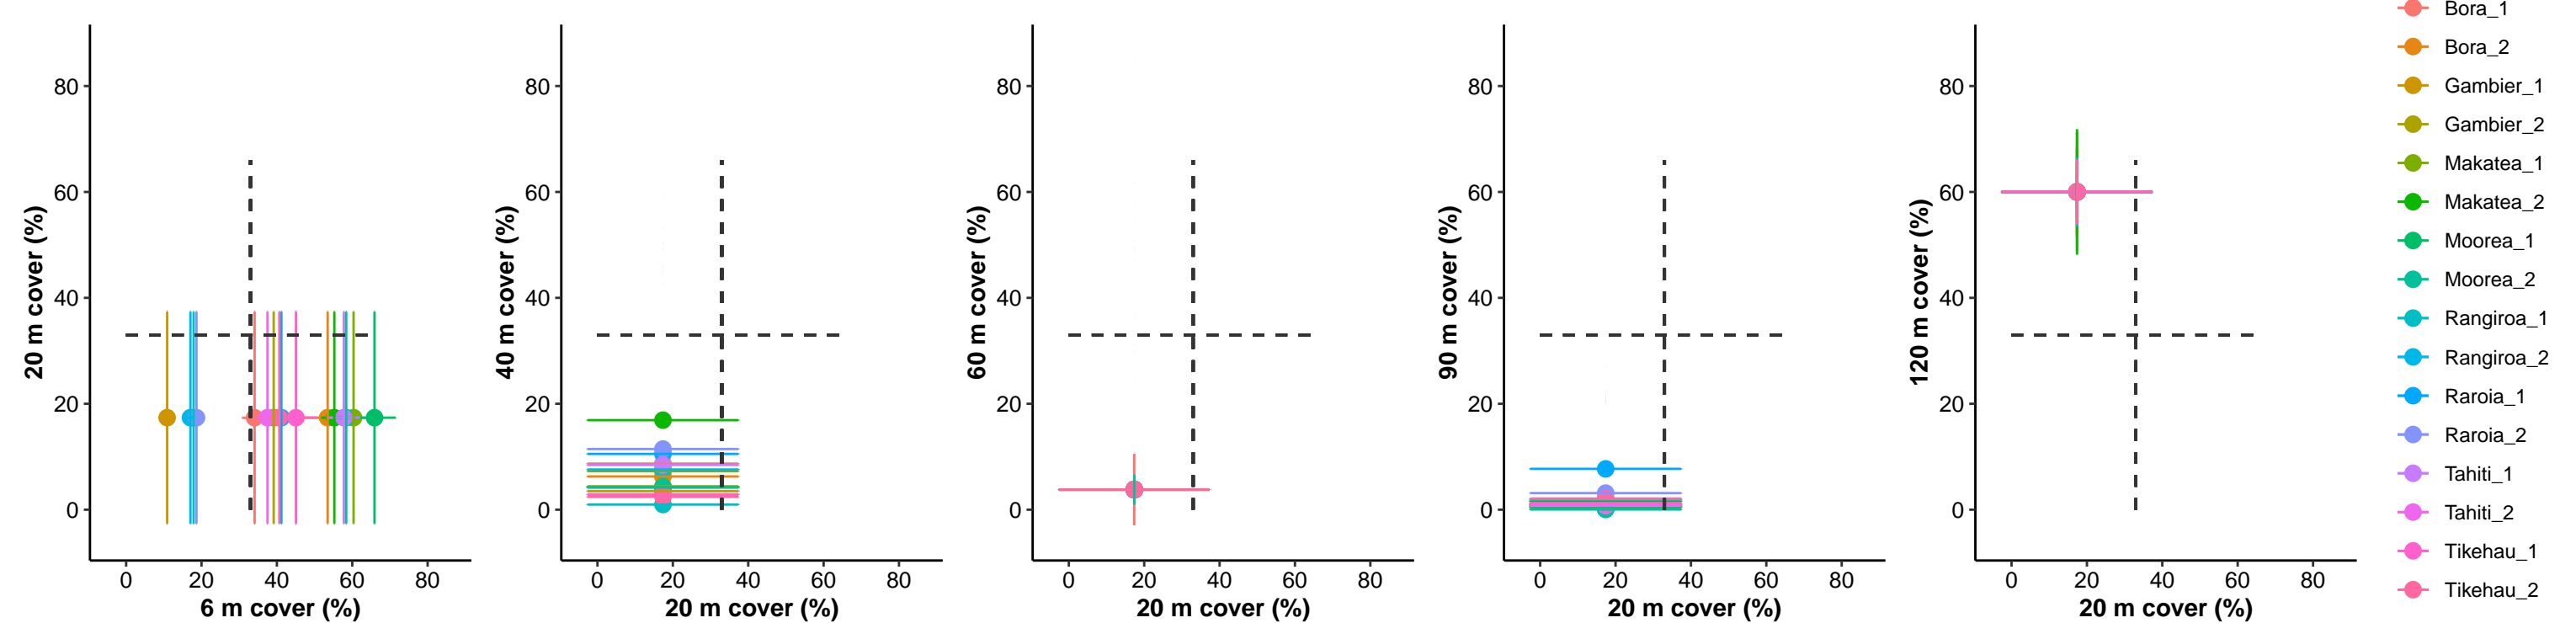 20 m cover (%)
80
60
40
20
0
0 20 40 60 80
6 m cover (%)
40 m cover (%)
80
60
40
20
0
0 20 40 60 80
20 m cover (%)
60 m cover (%)
80
60
40
20
0
0 20 40 60 80
20 m cover (%)
90 m cover (%)
80
60
40
20
0
0 20 40 60 80
20 m cover (%)
120 m cover (%)
80
60
40
20
0
0 20 40 60 80
20 m cover (%)
Bora_1
Bora_2
Gambier_1
Gambier_2
Makatea_1
Makatea_2
Moorea_1
Moorea_2
Rangiroa_1
Rangiroa_2
Raroia_1
Raroia_2
Tahiti_1
Tahiti_2
Tikehau_1
Tikehau_2